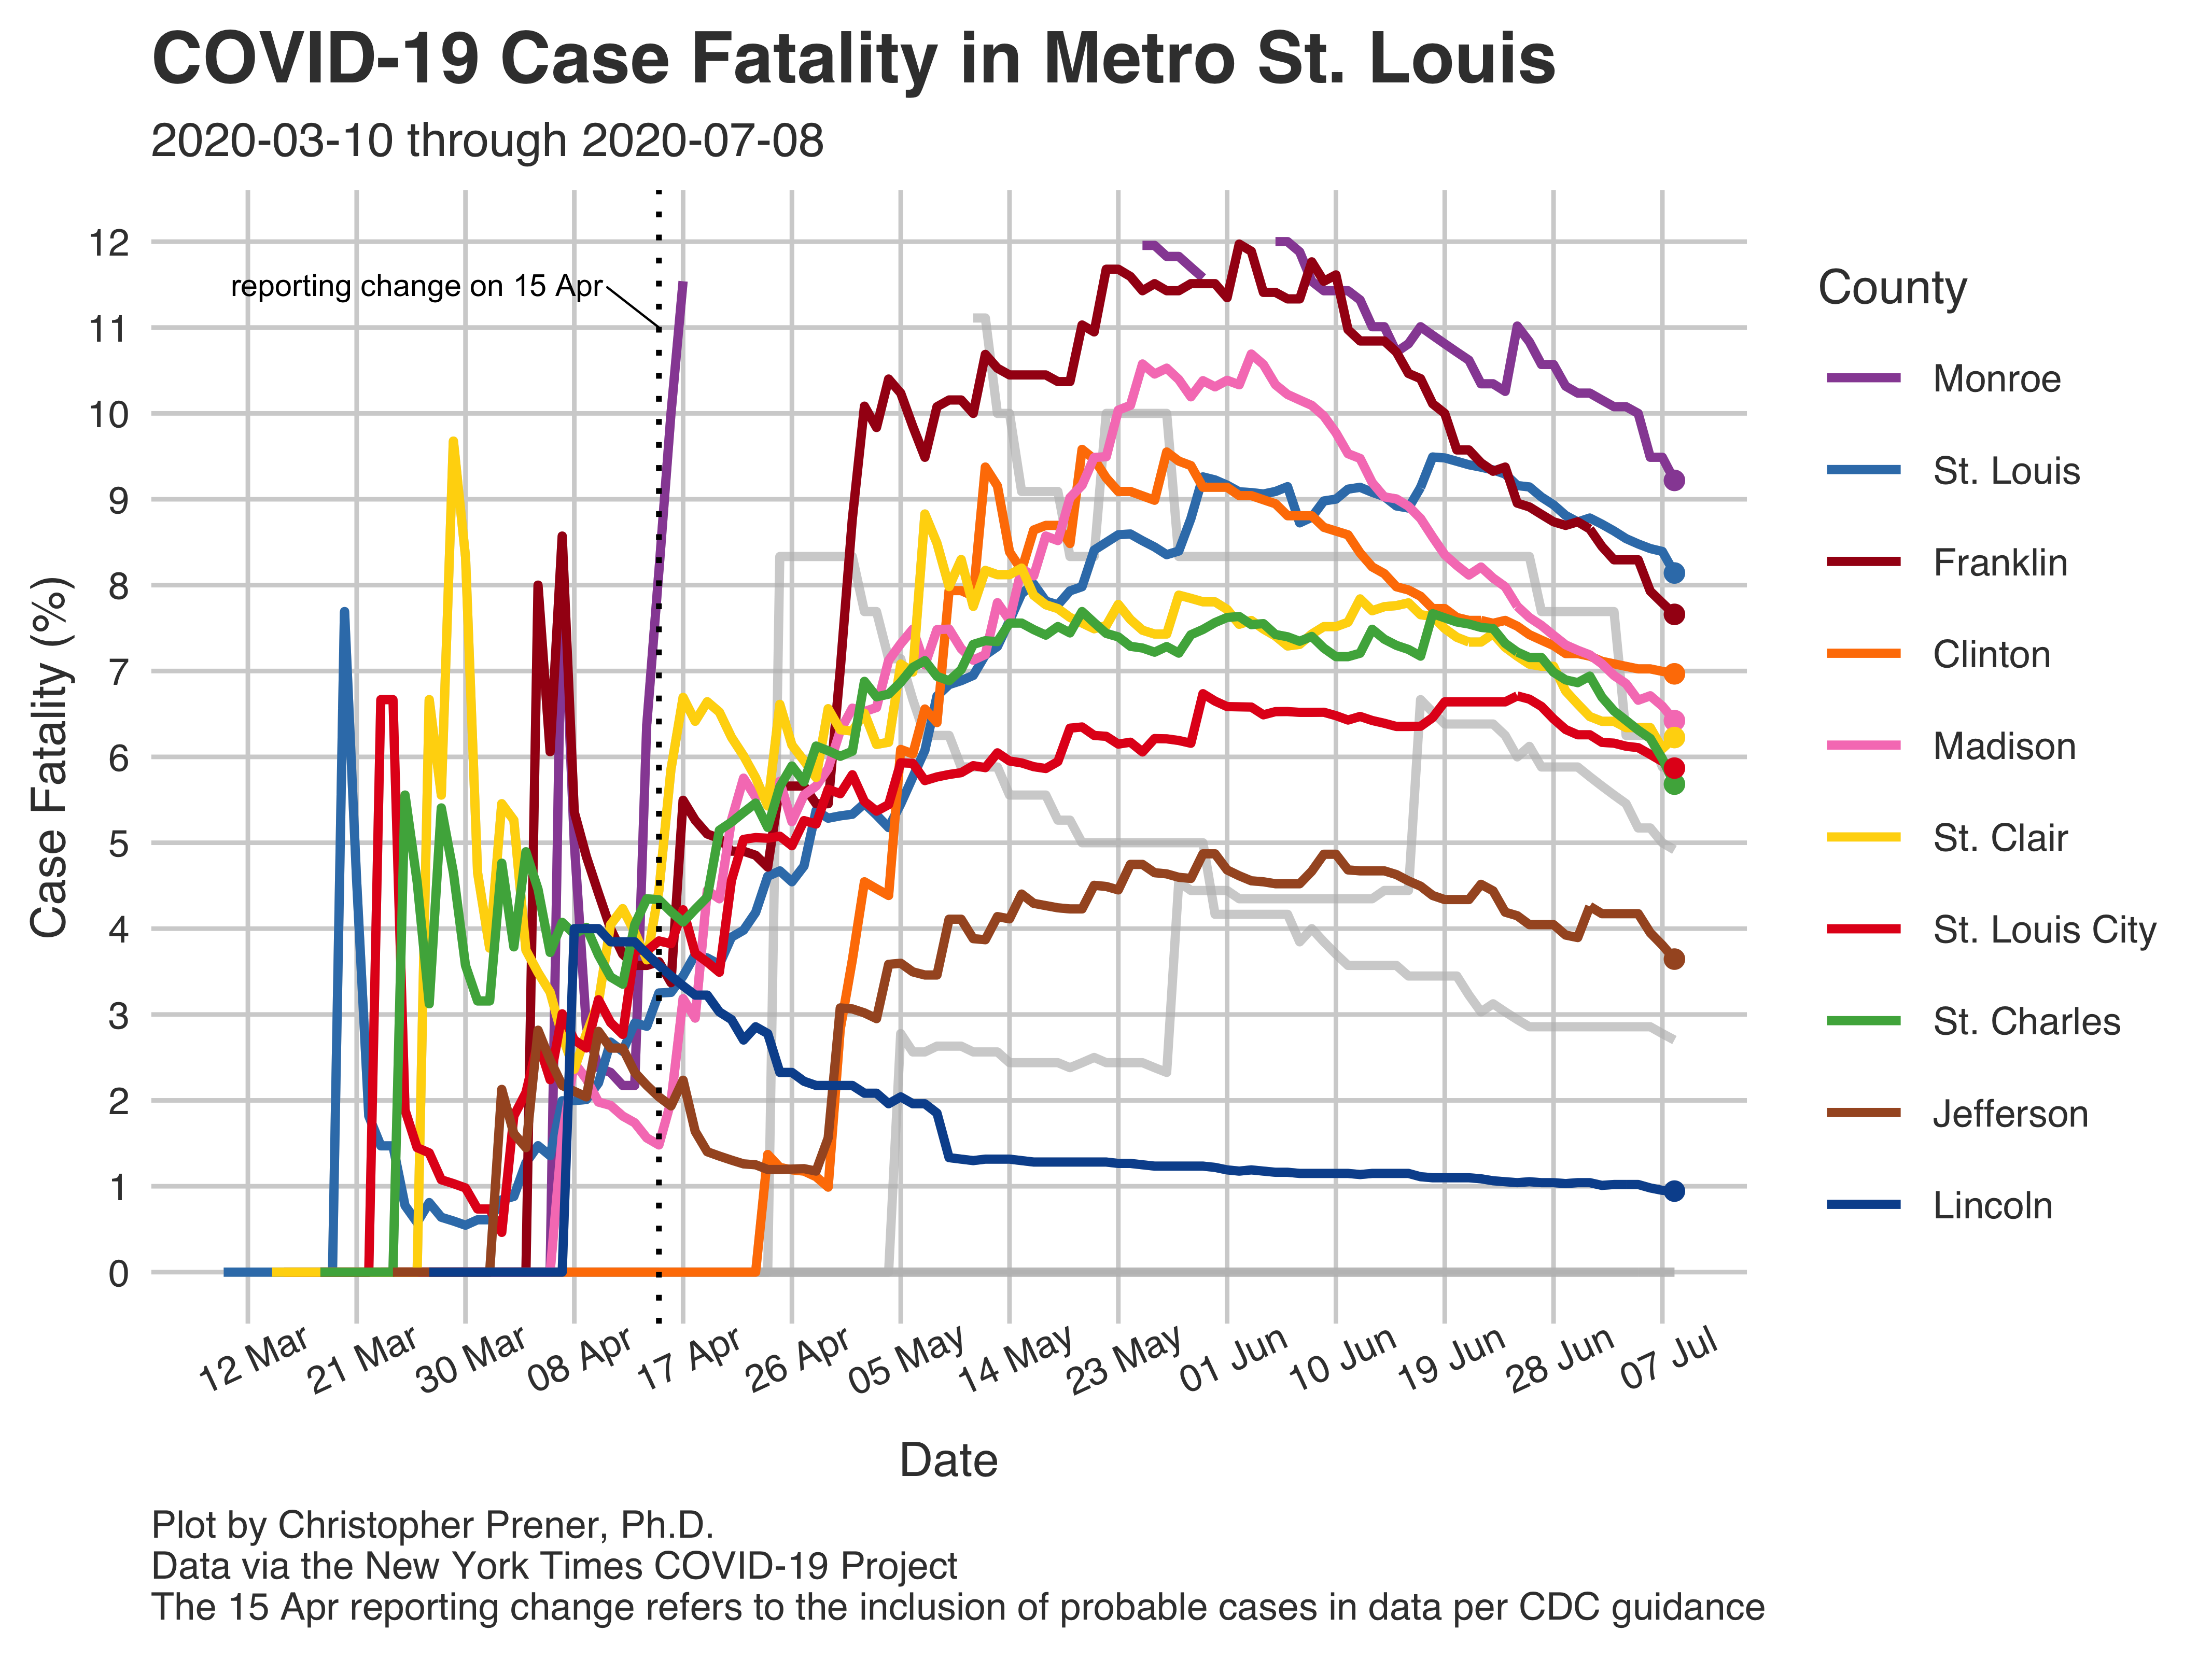 COVID-19 Case Fatality in Metro St. Louis
2020-03-10 through 2020-07-08
Case Fatality (%)
12
11
10
9
8
7
6
5
4
3
2
1
0
reporting change on 15 Apr
12 Mar
21 Mar
30 Mar
08 Apr
17 Apr
26 Apr
05 May
14 May
23 May
01 Jun
10 Jun
19 Jun
28 Jun
07 Jul
Date
County
Monroe
St. Louis
Franklin
Clinton
Madison
St. Clair
St. Louis City
St. Charles
Jefferson
Lincoln
Plot by Christopher Prener, Ph.D.
Data via the New York Times COVID-19 Project
The 15 Apr reporting change refers to the inclusion of probable cases in data per CDC guidance